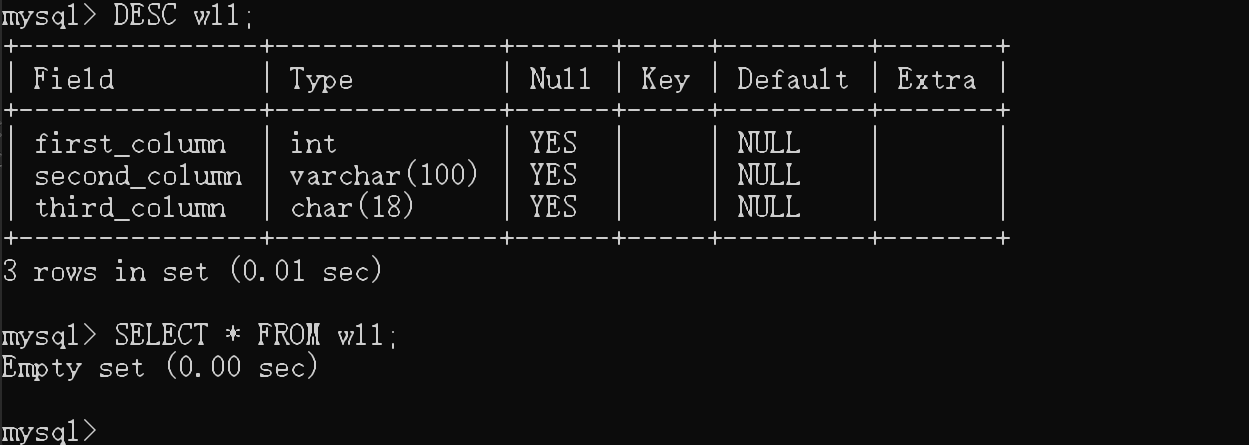 mysql> DESC wll;
+---------------+--------------+------+-----+---------+-------+
| Field         | Type         | Null | Key | Default | Extra |
+---------------+--------------+------+-----+---------+-------+
| first_column  | int          | YES  |     | NULL    |       |
| second_column | varchar(100) | YES  |     | NULL    |       |
| third_column  | char(18)     | YES  |     | NULL    |       |
+---------------+--------------+------+-----+---------+-------+
3 rows in set (0.01 sec)
mysql> SELECT * FROM wll;
Empty set (0.00 sec)
mysql>